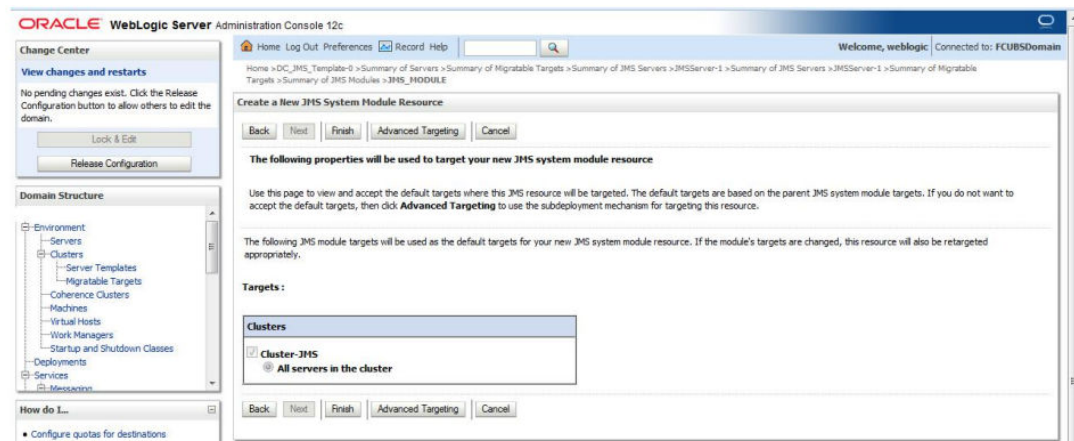 ORACLE WebLogic Server Administration Console 12c
Change Center
View changes and restarts
No pending changes exist. Click the Release
Configuration button to allow others to edit the
domain.
Lock & Edit
Release Configuration
Domain Structure
Environment
Servers
Clusters
Server Templates
Migratable Targets
Coherence Clusters
Machines
Virtual Hosts
Work Managers
Startup and Shutdown Classes
Deployments
Services
Messaging
How do I...
Configure quotas for destinations
Home Log Out Preferences Record Help
Welcome, weblogic Connected to: FCUBSDomain
Home >DC_JMS_Template-0 >Summary of Servers >Summary of Migratable Targets >Summary of JMS Servers >JMSServer-1 >Summary of JMS Servers >JMSServer-1 >Summary of Migratable
Targets >Summary of JMS Modules >JMS_MODULE
Create a New JMS System Module Resource
Back Next Finish Advanced Targeting Cancel
The following properties will be used to target your new JMS system module resource
Use this page to view and accept the default targets where this JMS resource will be targeted. The default targets are based on the parent JMS system module targets. If you do not want to
accept the default targets, then click Advanced Targeting to use the subdeployment mechanism for targeting this resource.
The following JMS module targets will be used as the default targets for your new JMS system module resource. If the module's targets are changed, this resource will also be retargeted
appropriately.
Targets :
Clusters
Cluster-JMS
All servers in the cluster
Back Next Finish Advanced Targeting Cancel